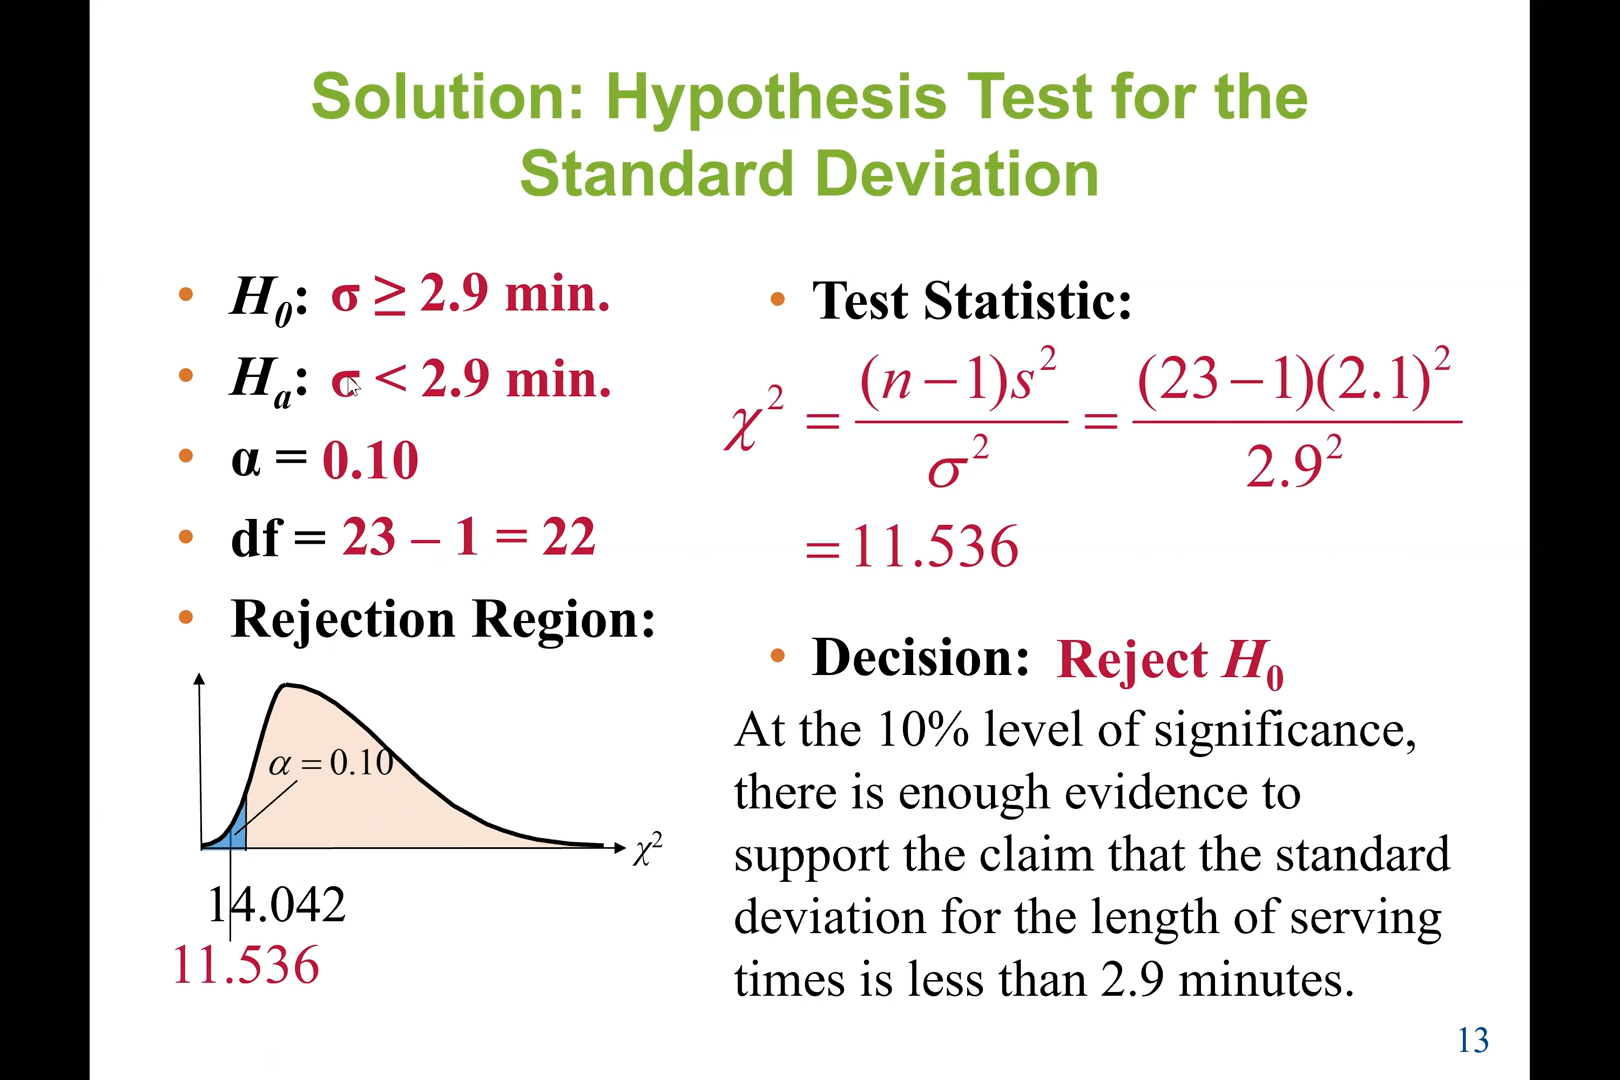 Solution: Hypothesis Test for the
Standard Deviation
• H₀: σ ≥ 2.9 min.
• Hₐ: σ < 2.9 min.
• α = 0.10
• df = 23 – 1 = 22
• Rejection Region:
α = 0.10
χ²
14.042
11.536
• Test Statistic:
χ² = (n − 1)s² / σ² = (23 − 1)(2.1)² / 2.9²
= 11.536
• Decision: Reject H₀
At the 10% level of significance,
there is enough evidence to
support the claim that the standard
deviation for the length of serving
times is less than 2.9 minutes.
13